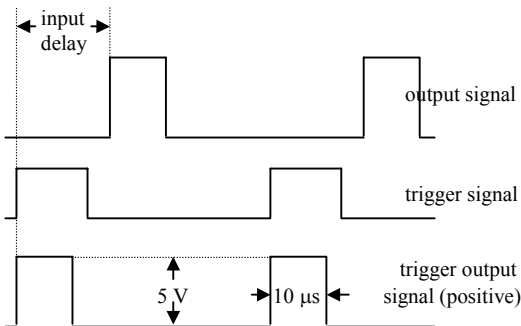 input
delay
output signal
trigger signal
trigger output
signal (positive)
5 V
10 μs